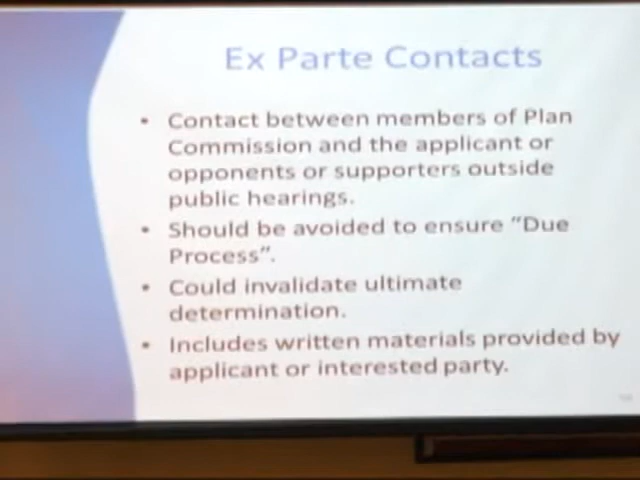 Ex Parte Contacts
• Contact between members of Plan
Commission and the applicant or
opponents or supporters outside
public hearings.
• Should be avoided to ensure "Due
Process".
• Could invalidate ultimate
determination.
• Includes written materials provided by
applicant or interested party.